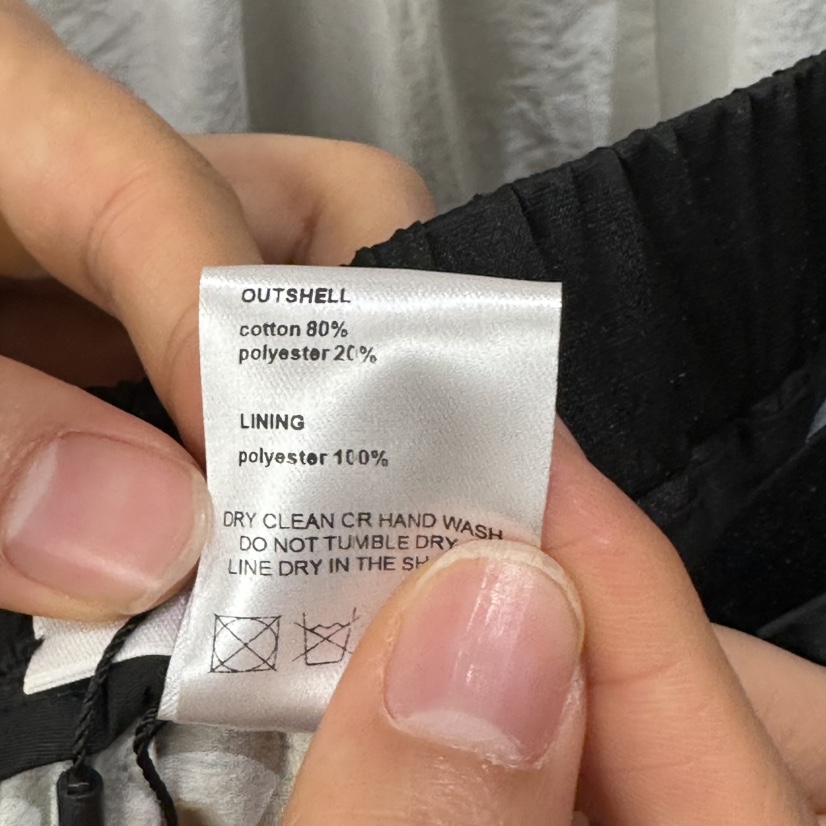 OUTSHELL
cotton 80%
polyester 20%
LINING
polyester 100%
DRY CLEAN CR HAND WASH
DO NOT TUMBLE DRY
LINE DRY IN THE